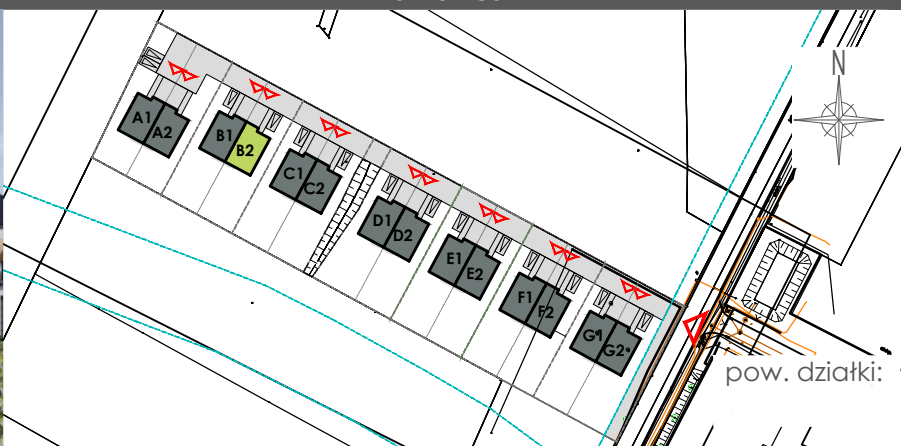 N
A1 A2
B1 B2
C1 C2
D1 D2
E1 E2
F1 F2
G1 G2
pow. działki: